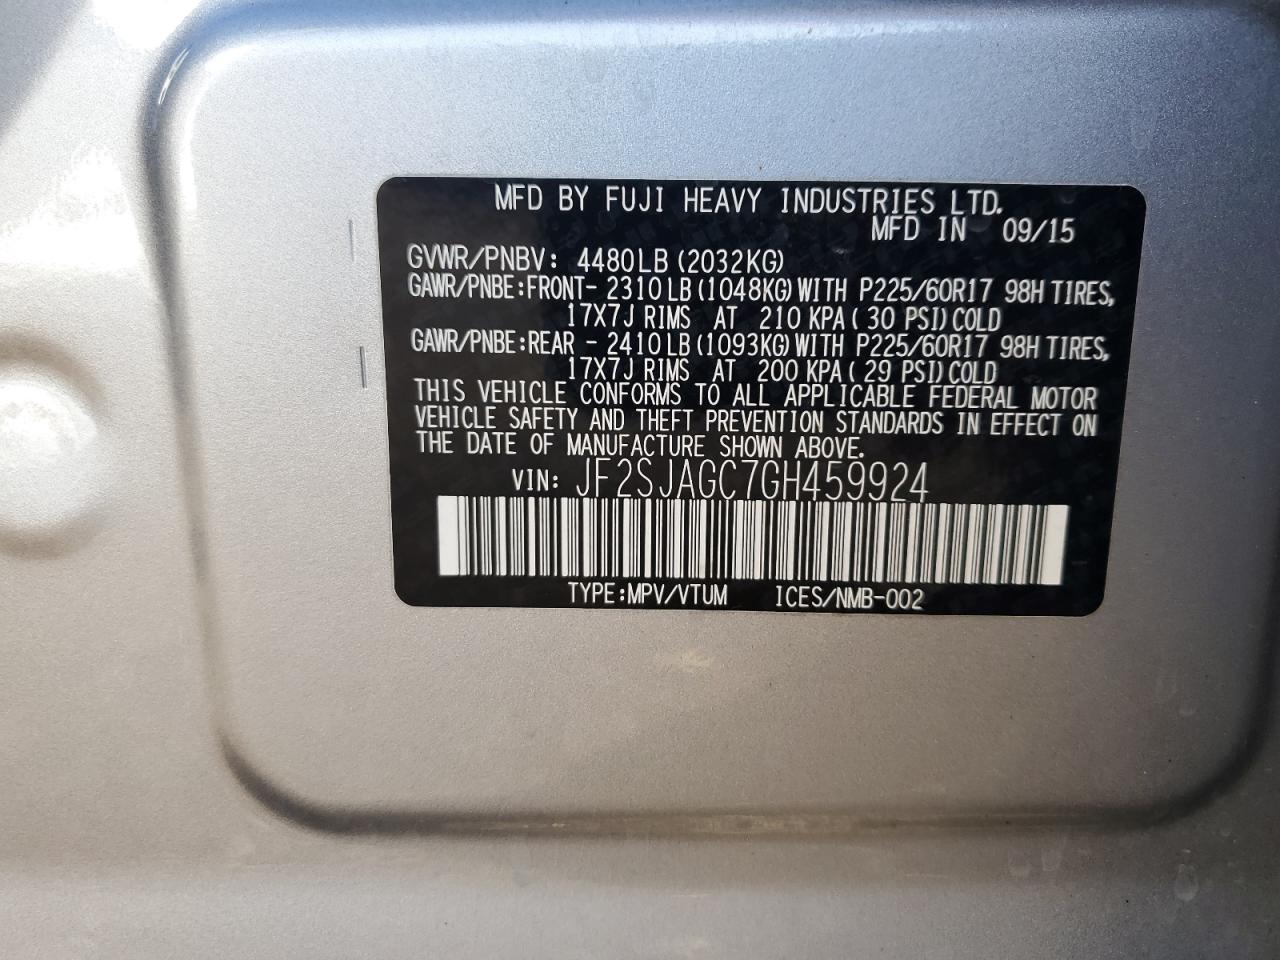 MFD BY FUJI HEAVY INDUSTRIES LTD.
MFD IN 09/15
GVWR/PNBV: 4480LB (2032KG)
GAWR/PNBE:FRONT- 2310 LB (1048KG) WITH P225/60R17 98H TIRES,
17X7J RIMS AT 210 KPA ( 30 PSI) COLD
GAWR/PNBE:REAR - 2410 LB (1093KG) WITH P225/60R17 98H TIRES,
17X7J RIMS AT 200 KPA ( 29 PSI) COLD
THIS VEHICLE CONFORMS TO ALL APPLICABLE FEDERAL MOTOR
VEHICLE SAFETY AND THEFT PREVENTION STANDARDS IN EFFECT ON
THE DATE OF MANUFACTURE SHOWN ABOVE.
VIN: JF2SJAGC7GH459924
TYPE:MPV/VTUM ICES/NMB-002